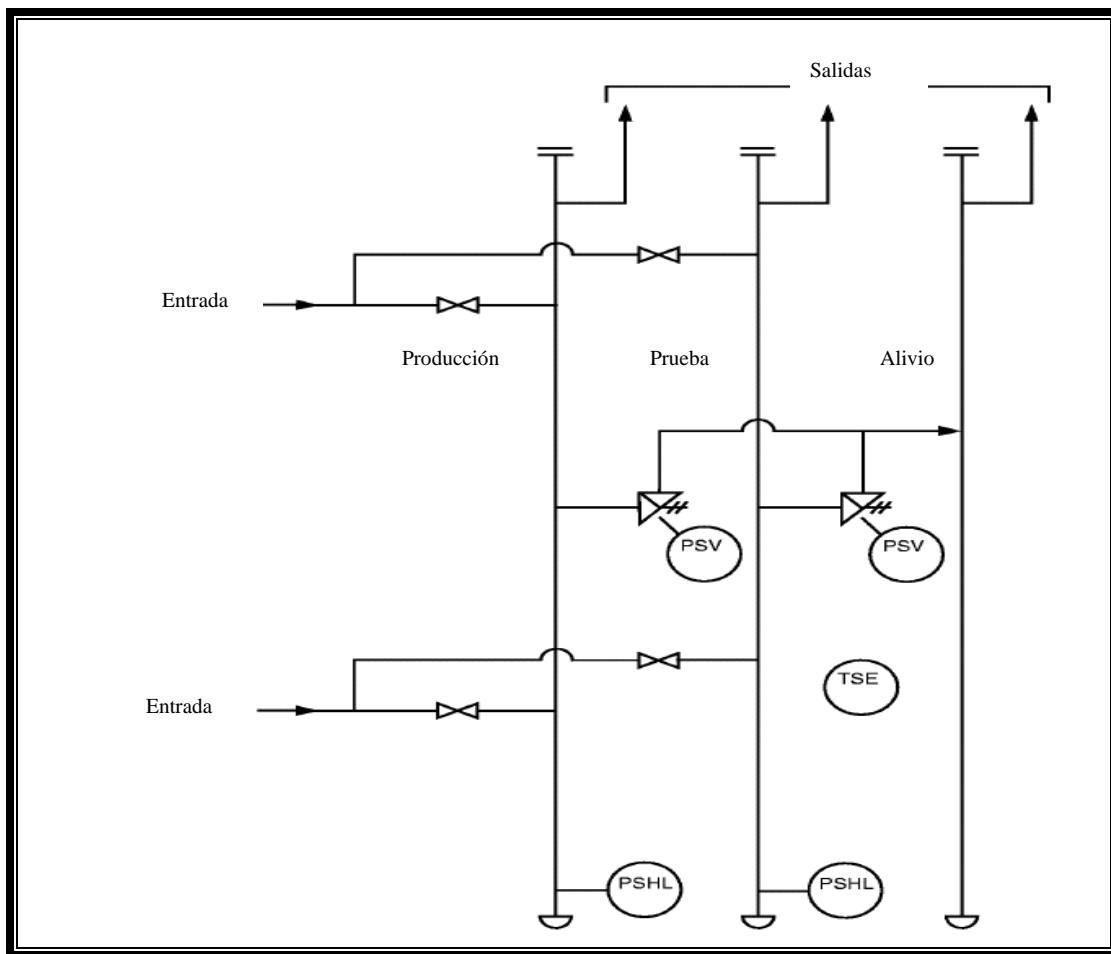 Salidas
Entrada
Producción
Prueba
Alivio
PSV
PSV
TSE
Entrada
PSHL
PSHL